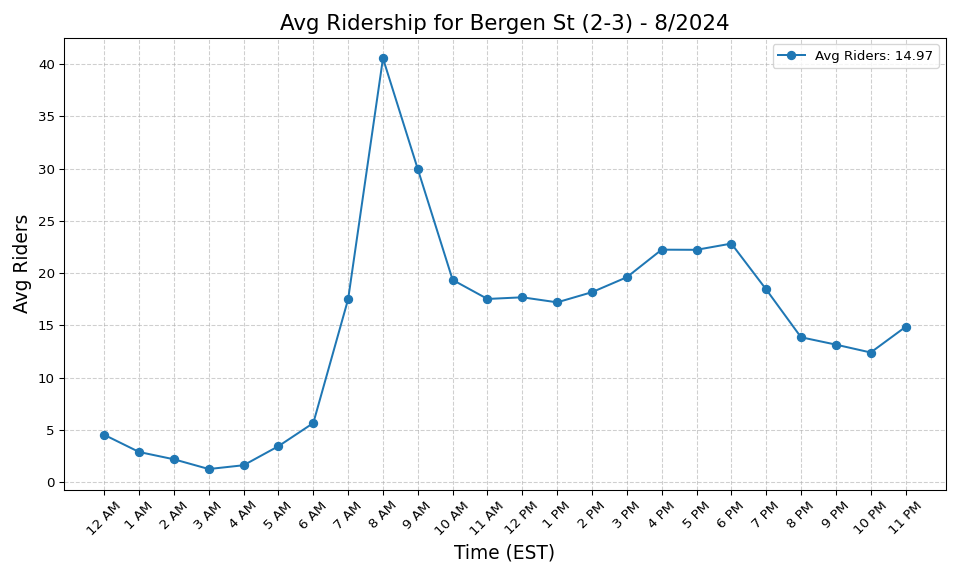 Avg Ridership for Bergen St (2-3) - 8/2024
Avg Riders: 14.97
Avg Riders
40
35
30
25
20
15
10
5
0
12 AM
1 AM
2 AM
3 AM
4 AM
5 AM
6 AM
7 AM
8 AM
9 AM
10 AM
11 AM
12 PM
1 PM
2 PM
3 PM
4 PM
5 PM
6 PM
7 PM
8 PM
9 PM
10 PM
11 PM
Time (EST)